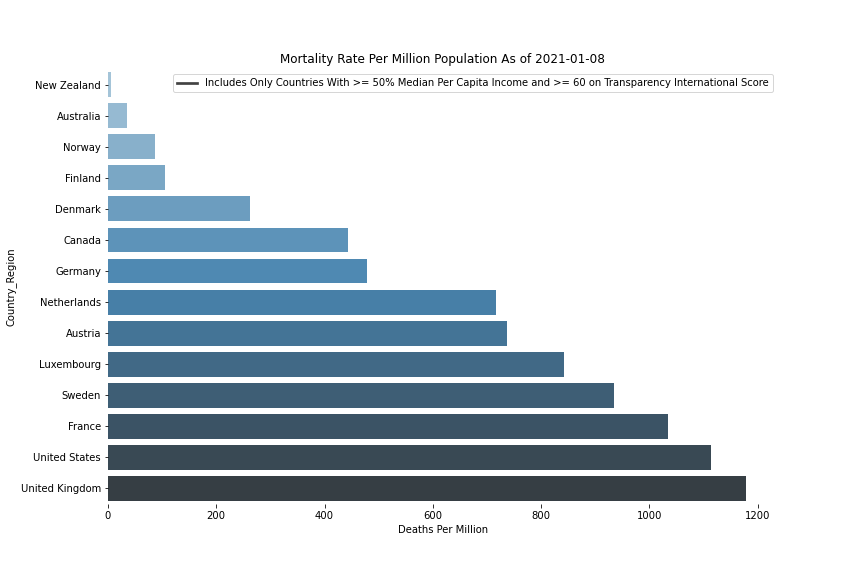 Mortality Rate Per Million Population As of 2021-01-08
Includes Only Countries With >= 50% Median Per Capita Income and >= 60 on Transparency International Score
Country_Region
New Zealand
Australia
Norway
Finland
Denmark
Canada
Germany
Netherlands
Austria
Luxembourg
Sweden
France
United States
United Kingdom
0 200 400 600 800 1000 1200
Deaths Per Million